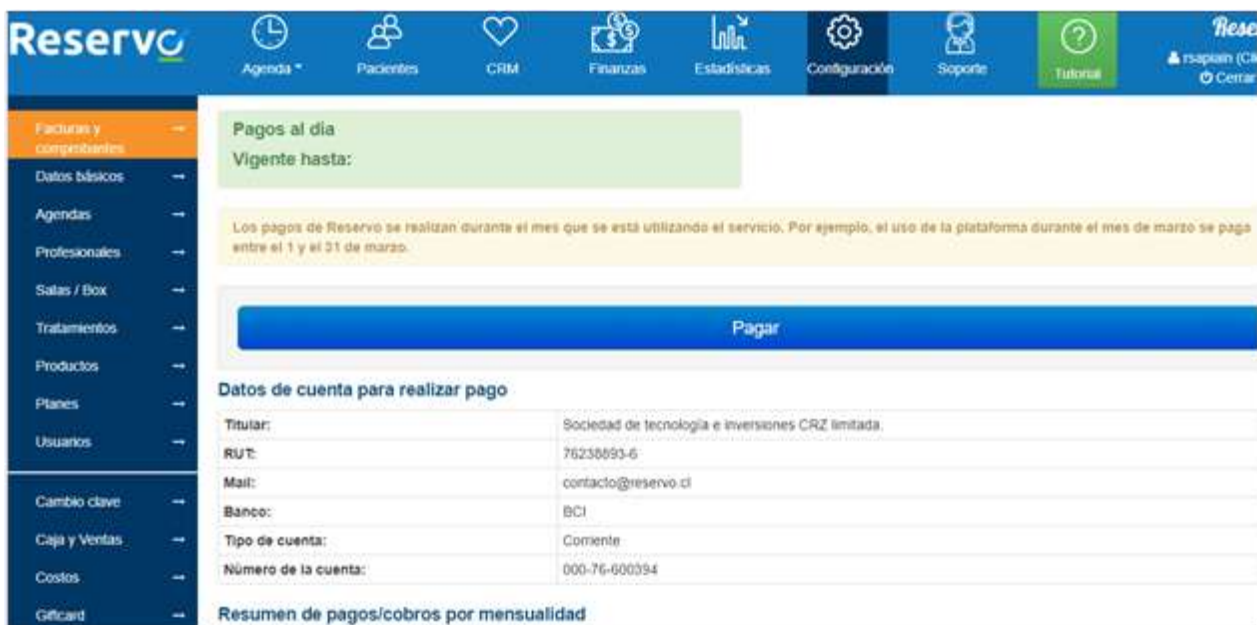 Reservo
Agenda
Pacientes
CRM
Finanzas
Estadísticas
Configuración
Soporte
Tutorial
rsapiain
Cerrar
Facturas y
comprobantes
Datos básicos
Agendas
Profesionales
Salas / Box
Tratamientos
Productos
Planes
Usuarios
Cambio clave
Caja y Ventas
Costos
Giftcard
Pagos al día
Vigente hasta:
Los pagos de Reservo se realizan durante el mes que se está utilizando el servicio. Por ejemplo, el uso de la plataforma durante el mes de marzo se paga
entre el 1 y el 31 de marzo.
Pagar
Datos de cuenta para realizar pago
Titular: Sociedad de tecnología e inversiones CRZ limitada.
RUT: 76238893-6
Mail: contacto@reservo.cl
Banco: BCI
Tipo de cuenta: Corriente
Número de la cuenta: 000-76-600394
Resumen de pagos/cobros por mensualidad